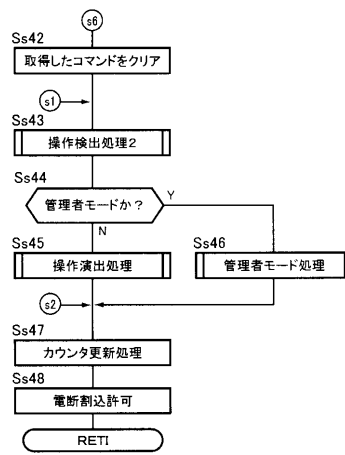 s6
Ss42
取得したコマンドをクリア
s1
Ss43
操作検出処理2
Ss44
管理者モードか?
Y
N
Ss45
操作演出処理
Ss46
管理者モード処理
s2
Ss47
カウンタ更新処理
Ss48
電断割込許可
RETI